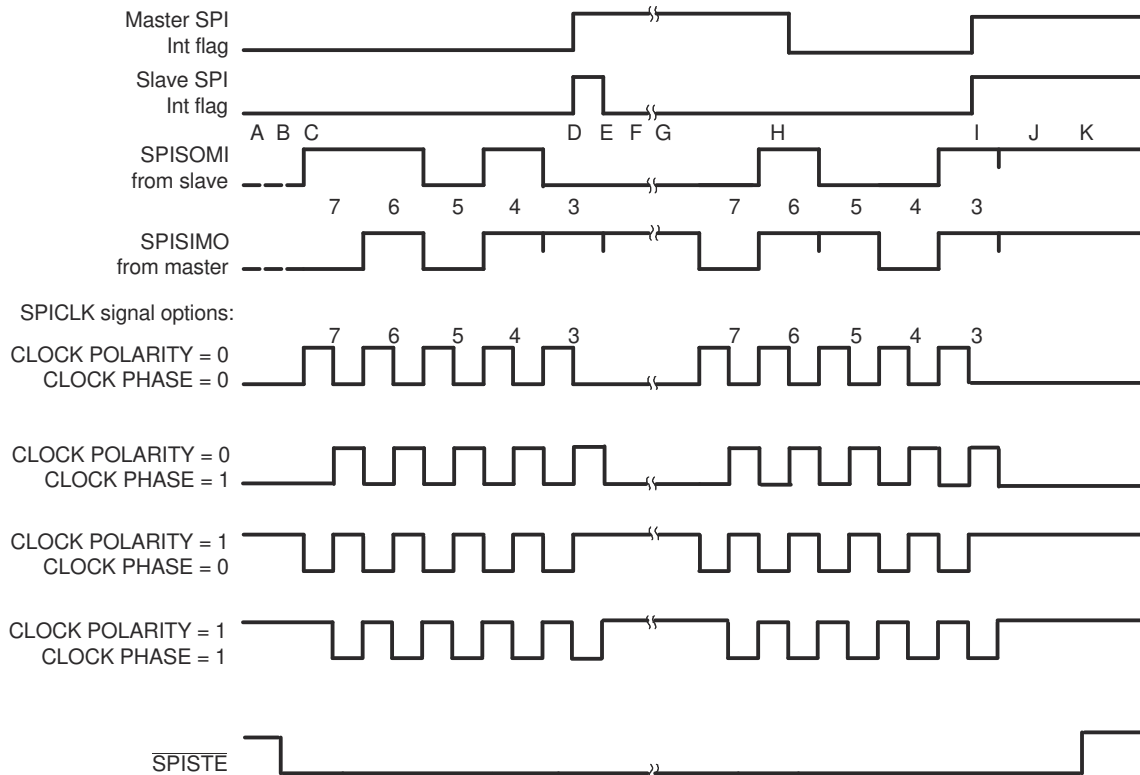 Master SPI
Int flag
Slave SPI
Int flag
A B C D E F G H I J K
SPISOMI
from slave
7 6 5 4 3 7 6 5 4 3
SPISIMO
from master
SPICLK signal options:
7 6 5 4 3 7 6 5 4 3
CLOCK POLARITY = 0
CLOCK PHASE = 0
CLOCK POLARITY = 0
CLOCK PHASE = 1
CLOCK POLARITY = 1
CLOCK PHASE = 0
CLOCK POLARITY = 1
CLOCK PHASE = 1
SPISTE